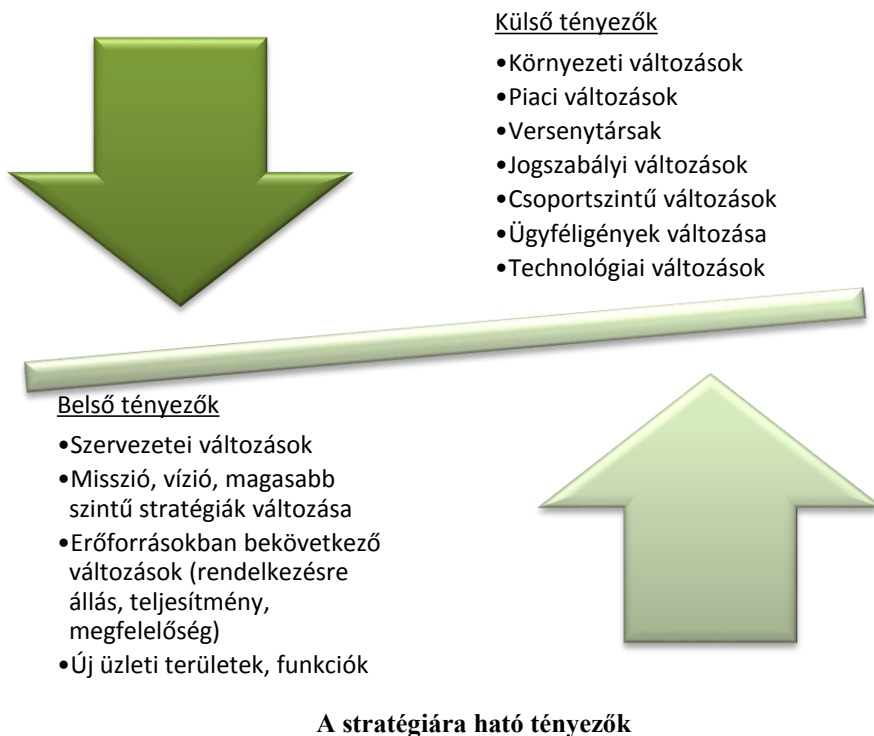 Külső tényezők
•Környezeti változások
•Piaci változások
•Versenytársak
•Jogszabályi változások
•Csoportszintű változások
•Ügyféligények változása
•Technológiai változások
Belső tényezők
•Szervezetei változások
•Misszió, vízió, magasabb
szintű stratégiák változása
•Erőforrásokban bekövetkező
változások (rendelkezésre
állás, teljesítmény,
megfelelőség)
•Új üzleti területek, funkciók
A stratégiára ható tényezők